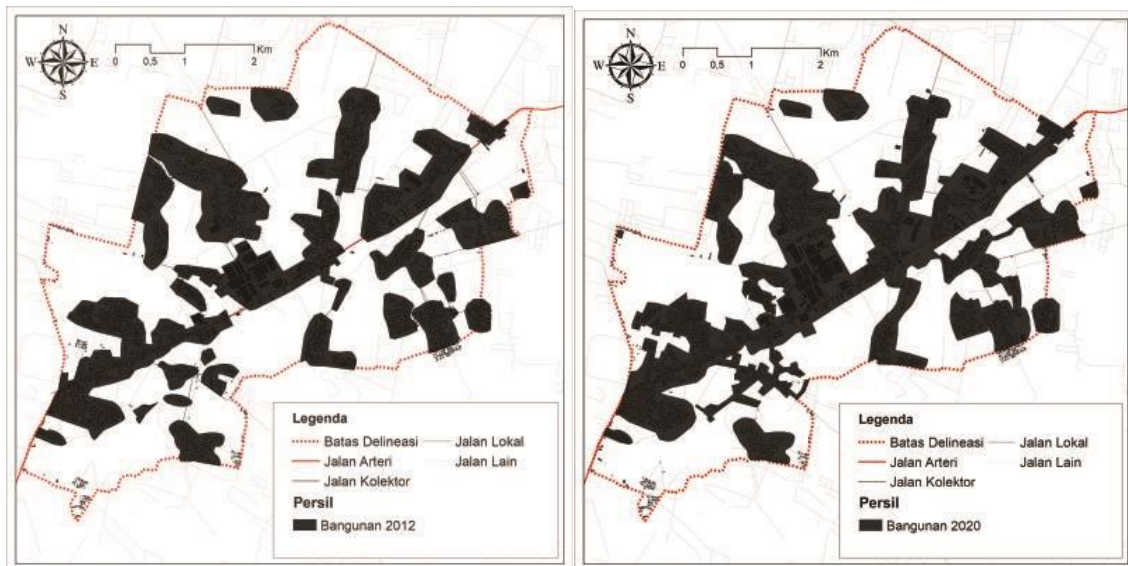 N
W E
S
0 0,5 1 2
Km
Legenda
Batas Delineasi
Jalan Lokal
Jalan Arteri
Jalan Lain
Jalan Kolektor
Persil
Bangunan 2012
N
W E
S
0 0,5 1 2
Km
Legenda
Batas Delineasi
Jalan Lokal
Jalan Arteri
Jalan Lain
Jalan Kolektor
Persil
Bangunan 2020